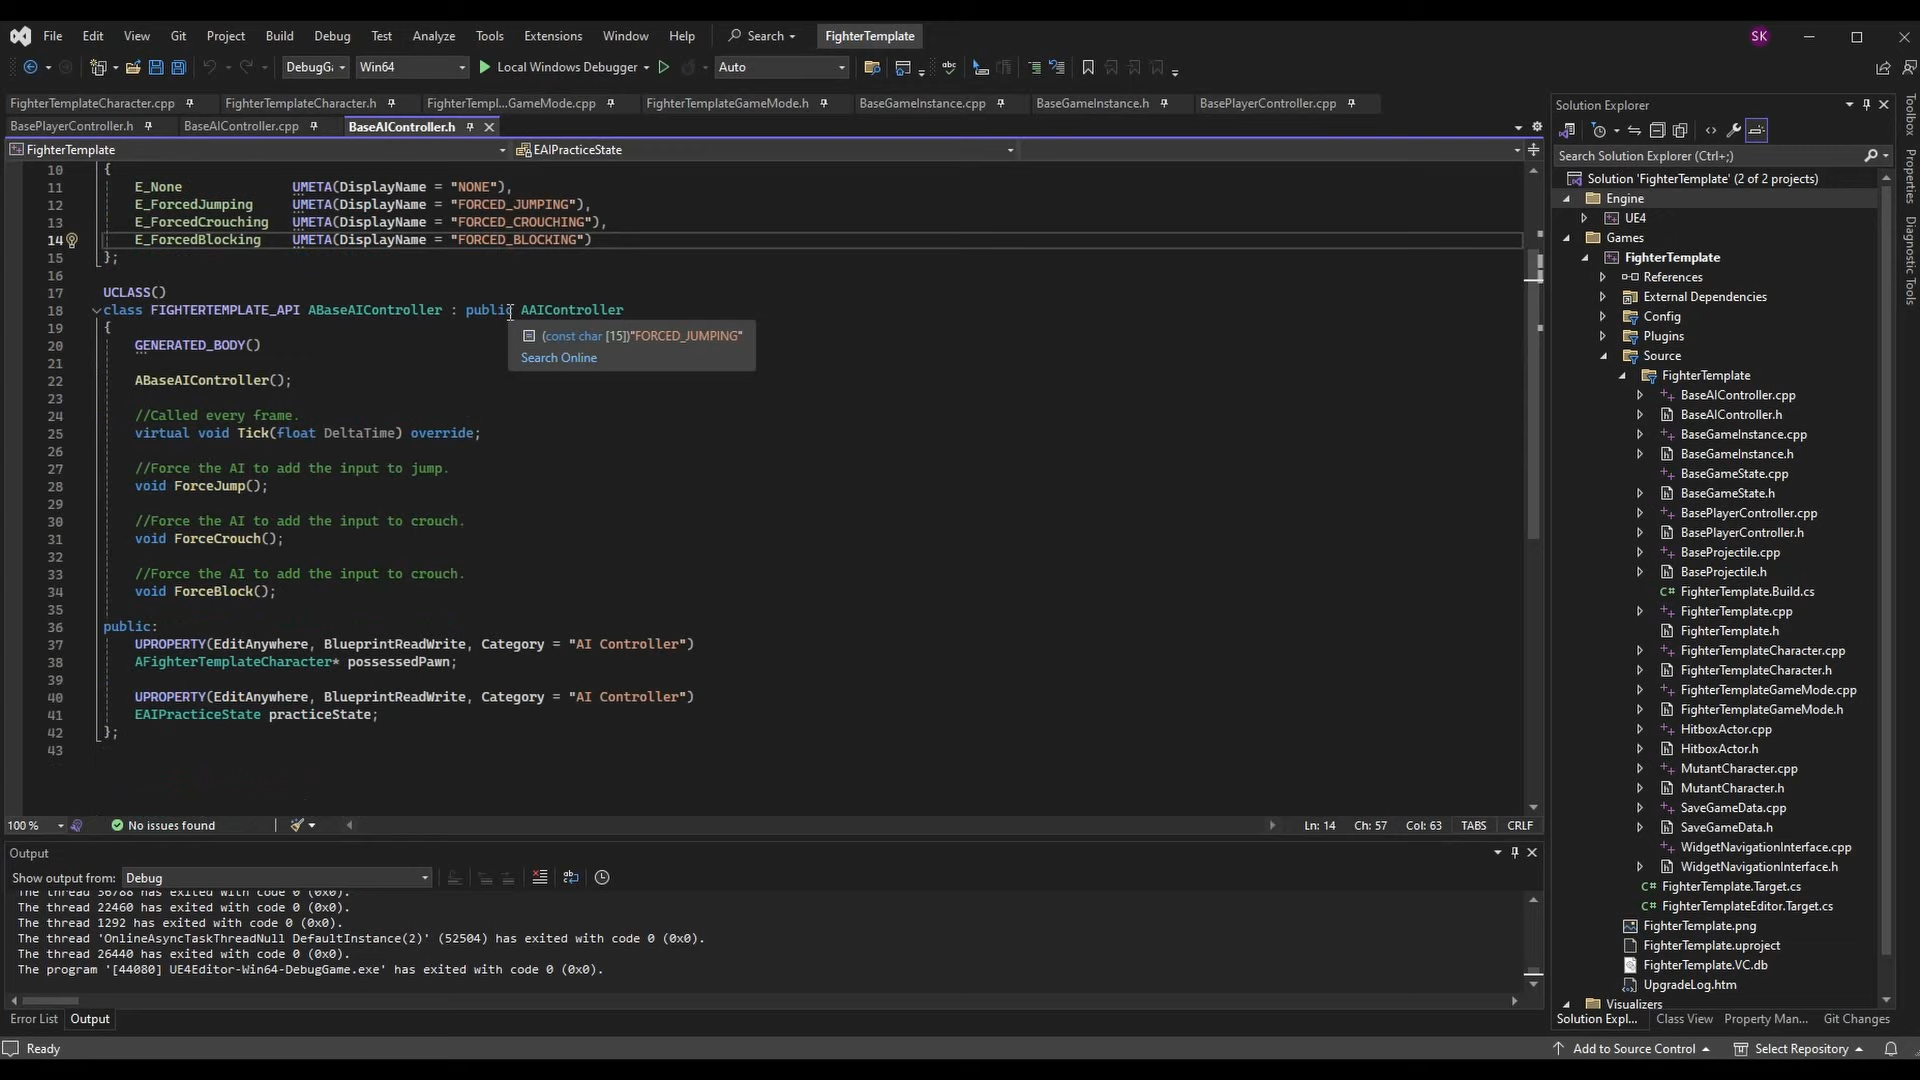 File Edit View Git Project Build Debug Test Analyze Tools Extensions Window Help Search FighterTemplate SK
Win64 Local Windows Debugger Auto
FighterTemplateCharacter.cpp FighterTemplateCharacter.h FighterTempl...GameMode.cpp FighterTemplateGameMode.h BaseGameInstance.cpp BaseGameInstance.h BasePlayerController.cpp
BasePlayerController.h BaseAIController.cpp BaseAIController.h
FighterTemplate EAIPracticeState
10 {
11 E_None UMETA(DisplayName = "NONE"),
12 E_ForcedJumping UMETA(DisplayName = "FORCED_JUMPING"),
13 E_ForcedCrouching UMETA(DisplayName = "FORCED_CROUCHING"),
14 E_ForcedBlocking UMETA(DisplayName = "FORCED_BLOCKING")
15 };
16
17 UCLASS()
18 class FIGHTERTEMPLATE_API ABaseAIController : public AAIController
19 {
(const char [15])"FORCED_JUMPING"
20 GENERATED_BODY()
Search Online
21
22 ABaseAIController();
23
24 //Called every frame.
25 virtual void Tick(float DeltaTime) override;
26
27 //Force the AI to add the input to jump.
28 void ForceJump();
29
30 //Force the AI to add the input to crouch.
31 void ForceCrouch();
32
33 //Force the AI to add the input to crouch.
34 void ForceBlock();
35
36 public:
37 UPROPERTY(EditAnywhere, BlueprintReadWrite, Category = "AI Controller")
38 AFighterTemplateCharacter* possessedPawn;
39
40 UPROPERTY(EditAnywhere, BlueprintReadWrite, Category = "AI Controller")
41 EAIPracticeState practiceState;
42 };
43
100 % No issues found Ln: 14 Ch: 57 Col: 63 TABS CRLF
Output
Show output from: Debug
The thread 36788 has exited with code 0 (0x0).
The thread 22460 has exited with code 0 (0x0).
The thread 1292 has exited with code 0 (0x0).
The thread 'OnlineAsyncTaskThreadNull DefaultInstance(2)' (52504) has exited with code 0 (0x0).
The thread 26440 has exited with code 0 (0x0).
The program '[44080] UE4Editor-Win64-DebugGame.exe' has exited with code 0 (0x0).
Error List Output
Ready
Solution Explorer
Search Solution Explorer (Ctrl+;)
Solution 'FighterTemplate' (2 of 2 projects)
Engine
UE4
Games
FighterTemplate
References
External Dependencies
Config
Plugins
Source
FighterTemplate
BaseAIController.cpp
BaseAIController.h
BaseGameInstance.cpp
BaseGameInstance.h
BaseGameState.cpp
BaseGameState.h
BasePlayerController.cpp
BasePlayerController.h
BaseProjectile.cpp
BaseProjectile.h
FighterTemplate.Build.cs
FighterTemplate.cpp
FighterTemplate.h
FighterTemplateCharacter.cpp
FighterTemplateCharacter.h
FighterTemplateGameMode.cpp
FighterTemplateGameMode.h
HitboxActor.cpp
HitboxActor.h
MutantCharacter.cpp
MutantCharacter.h
SaveGameData.cpp
SaveGameData.h
WidgetNavigationInterface.cpp
WidgetNavigationInterface.h
FighterTemplate.Target.cs
FighterTemplateEditor.Target.cs
FighterTemplate.png
FighterTemplate.uproject
FighterTemplate.VC.db
UpgradeLog.htm
Visualizers
Solution Expl... Class View Property Man... Git Changes
Add to Source Control Select Repository
Toolbox
Properties
Diagnostic Tools